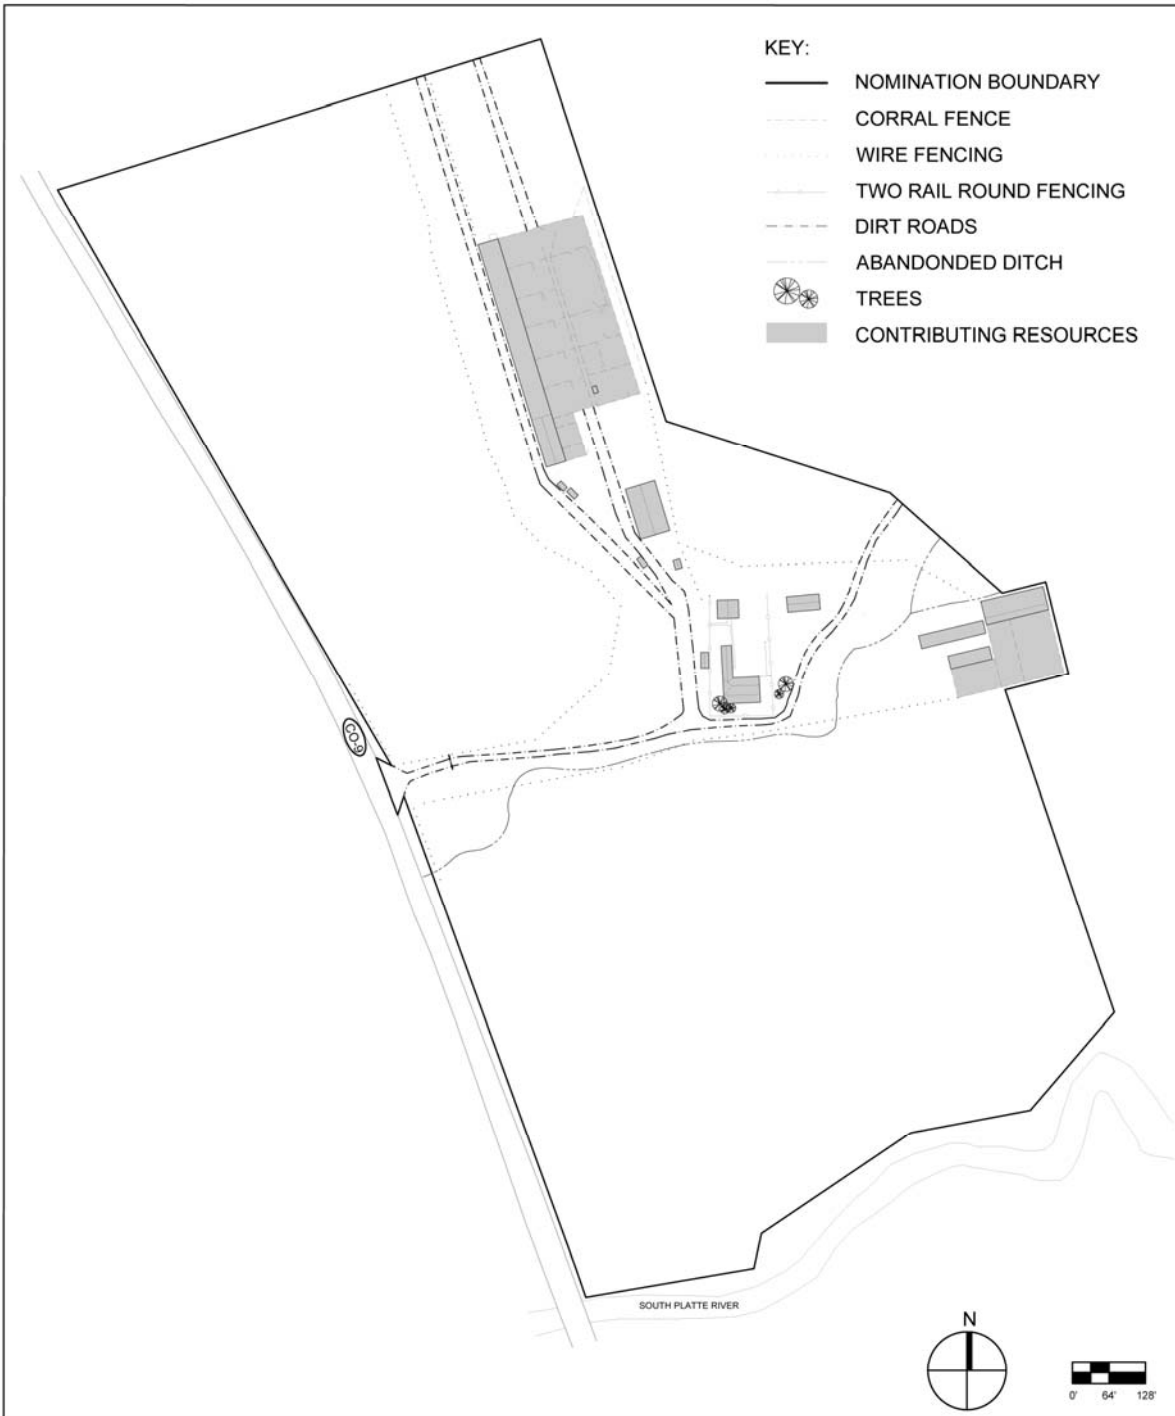 KEY:
NOMINATION BOUNDARY
CORRAL FENCE
WIRE FENCING
TWO RAIL ROUND FENCING
DIRT ROADS
ABANDONDED DITCH
TREES
CONTRIBUTING RESOURCES
CO-9
SOUTH PLATTE RIVER
N
0' 64' 128'